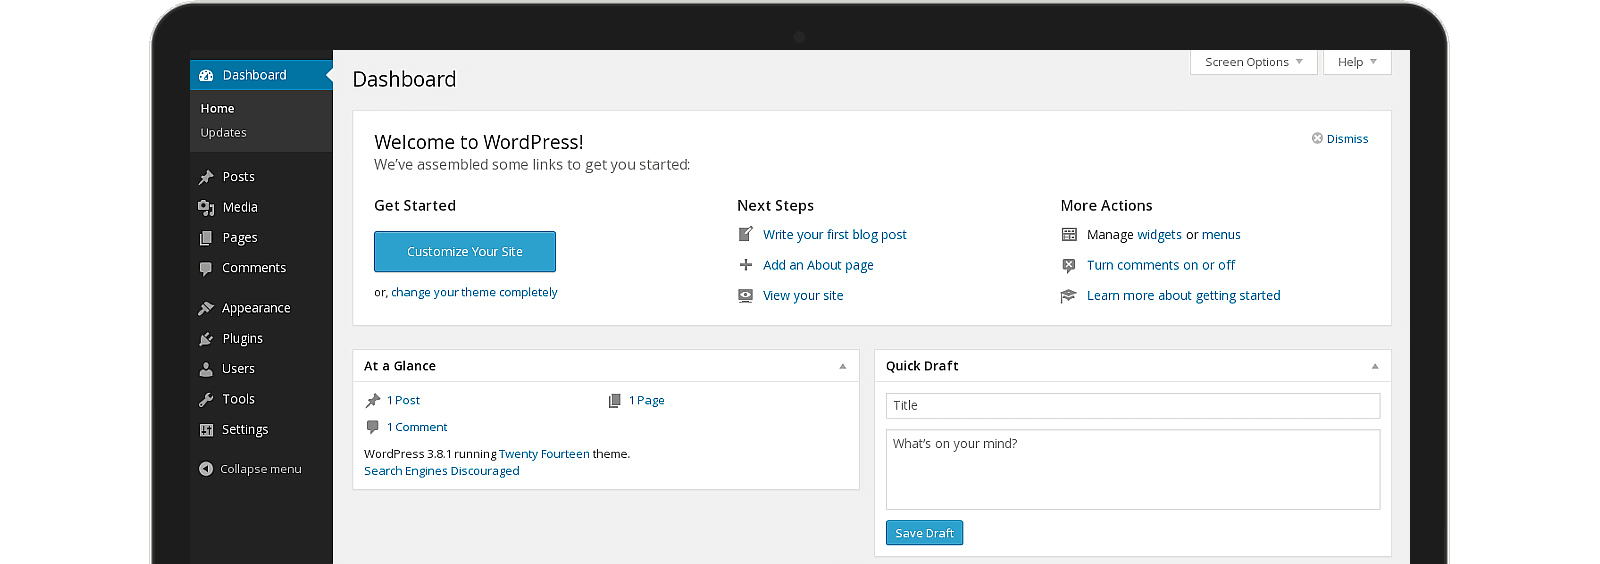 Dashboard
Home
Updates
Posts
Media
Pages
Comments
Appearance
Plugins
Users
Tools
Settings
Collapse menu
Dashboard
Screen Options
Help
Welcome to WordPress!
We've assembled some links to get you started:
Dismiss
Get Started
Customize Your Site
or, change your theme completely
Next Steps
Write your first blog post
Add an About page
View your site
More Actions
Manage widgets or menus
Turn comments on or off
Learn more about getting started
At a Glance
1 Post
1 Page
1 Comment
WordPress 3.8.1 running Twenty Fourteen theme.
Search Engines Discouraged
Quick Draft
Title
What's on your mind?
Save Draft